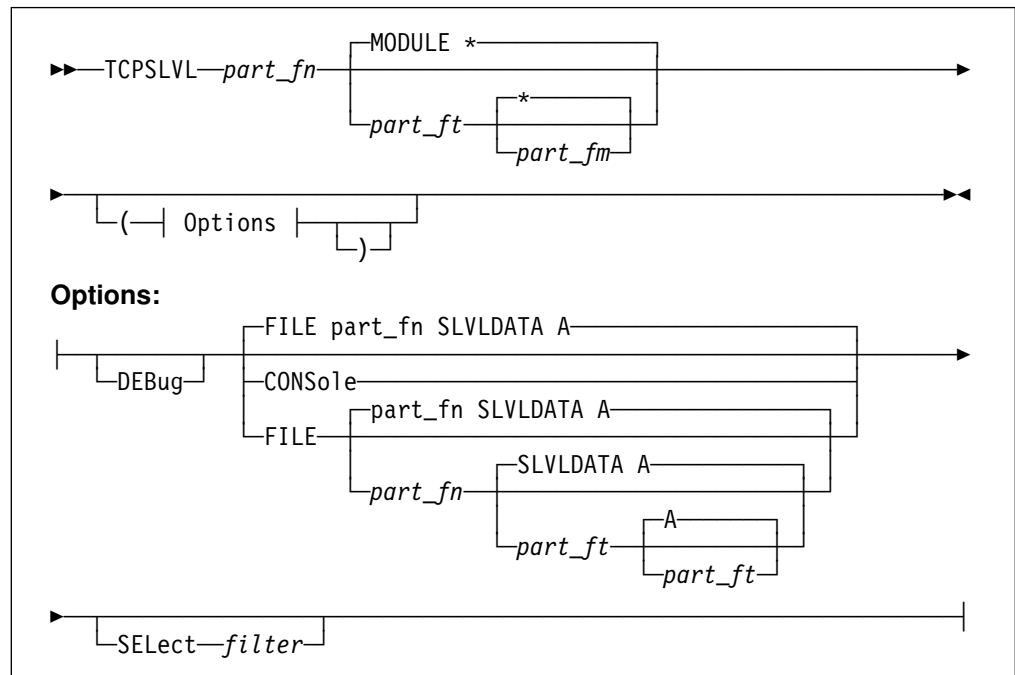 MODULE *
TCPSLVL part_fn
*
part_ft
part_fm
( Options
)
Options:
FILE part_fn SLVLDATA A
DEBug
CONSole
part_fn SLVLDATA A
FILE
SLVLDATA A
part_fn
A
part_ft
part_ft
SELect filter